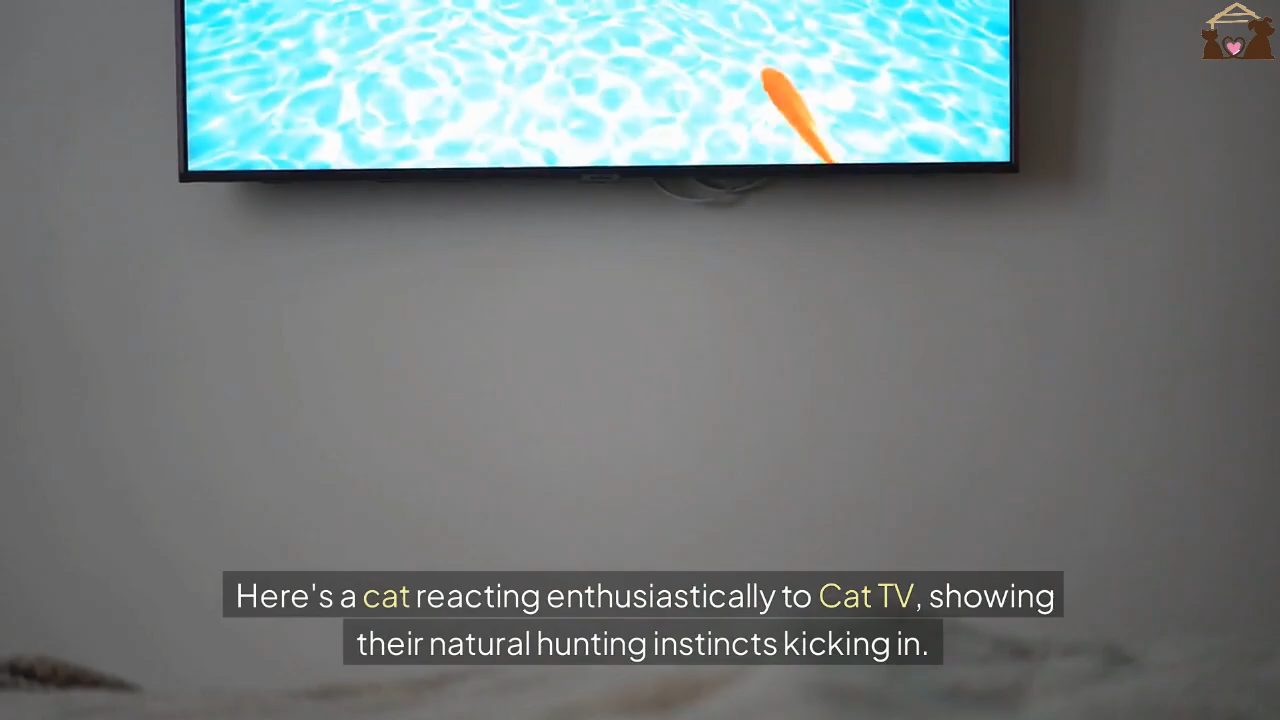 Here's a cat reacting enthusiastically to Cat TV, showing
their natural hunting instincts kicking in.